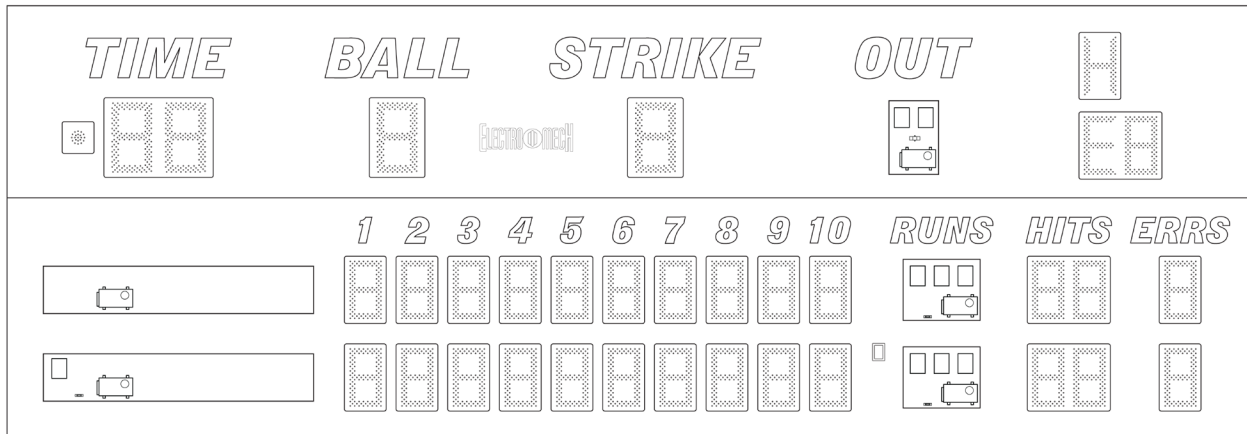 TIME BALL STRIKE OUT
H
ELECTRO MECH
E 8
1 2 3 4 5 6 7 8 9 10 RUNS HITS ERRS